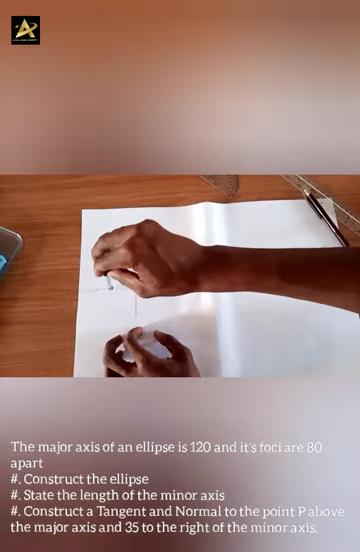 The major axis of an ellipse is 120 and it's foci are 80
apart
#. Construct the ellipse
#. State the length of the minor axis
#. Construct a Tangent and Normal to the point P above
the major axis and 35 to the right of the minor axis.